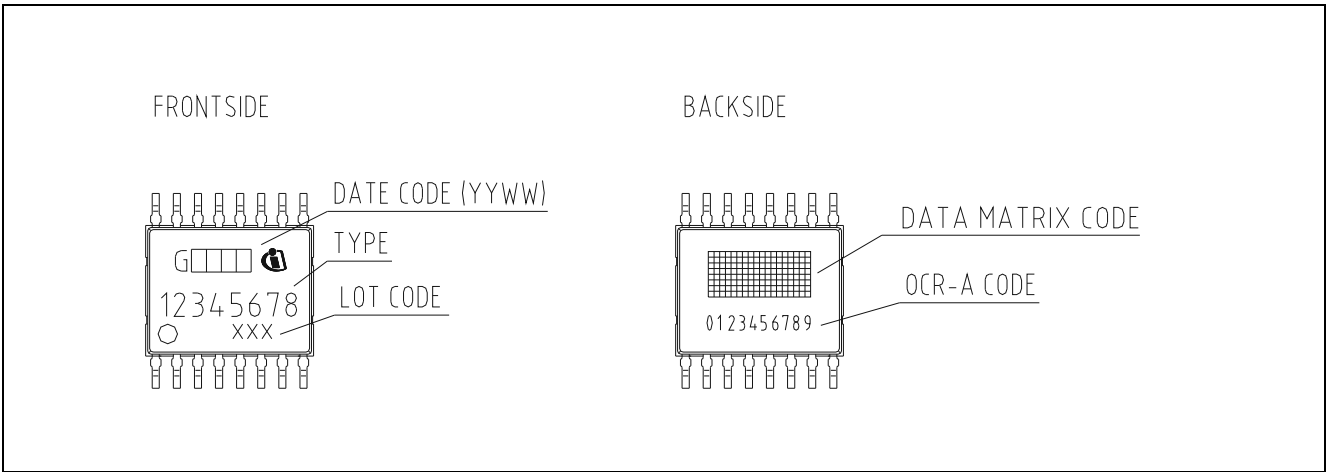 FRONTSIDE
DATE CODE (YYWW)
TYPE
G
12345678
LOT CODE
XXX
BACKSIDE
DATA MATRIX CODE
OCR-A CODE
0123456789